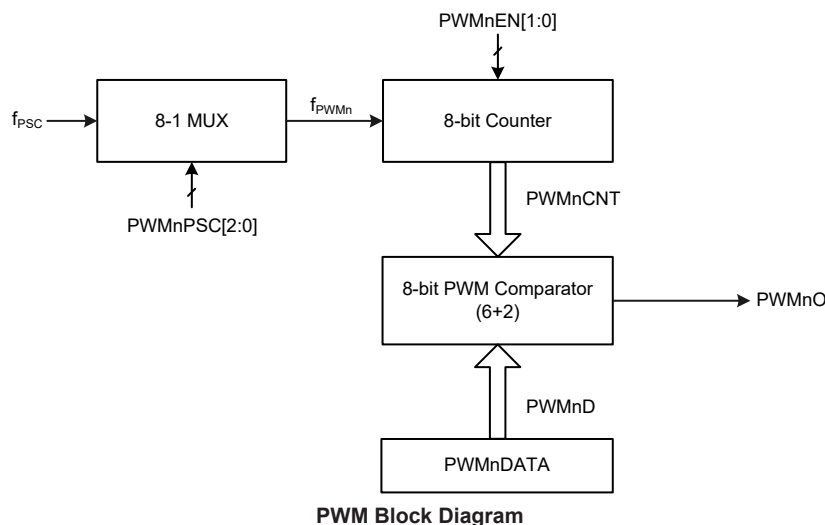 PWMnEN[1:0]
fPSC
8-1 MUX
fPWMn
8-bit Counter
PWMnPSC[2:0]
PWMnCNT
8-bit PWM Comparator
(6+2)
PWMnO
PWMnD
PWMnDATA
PWM Block Diagram